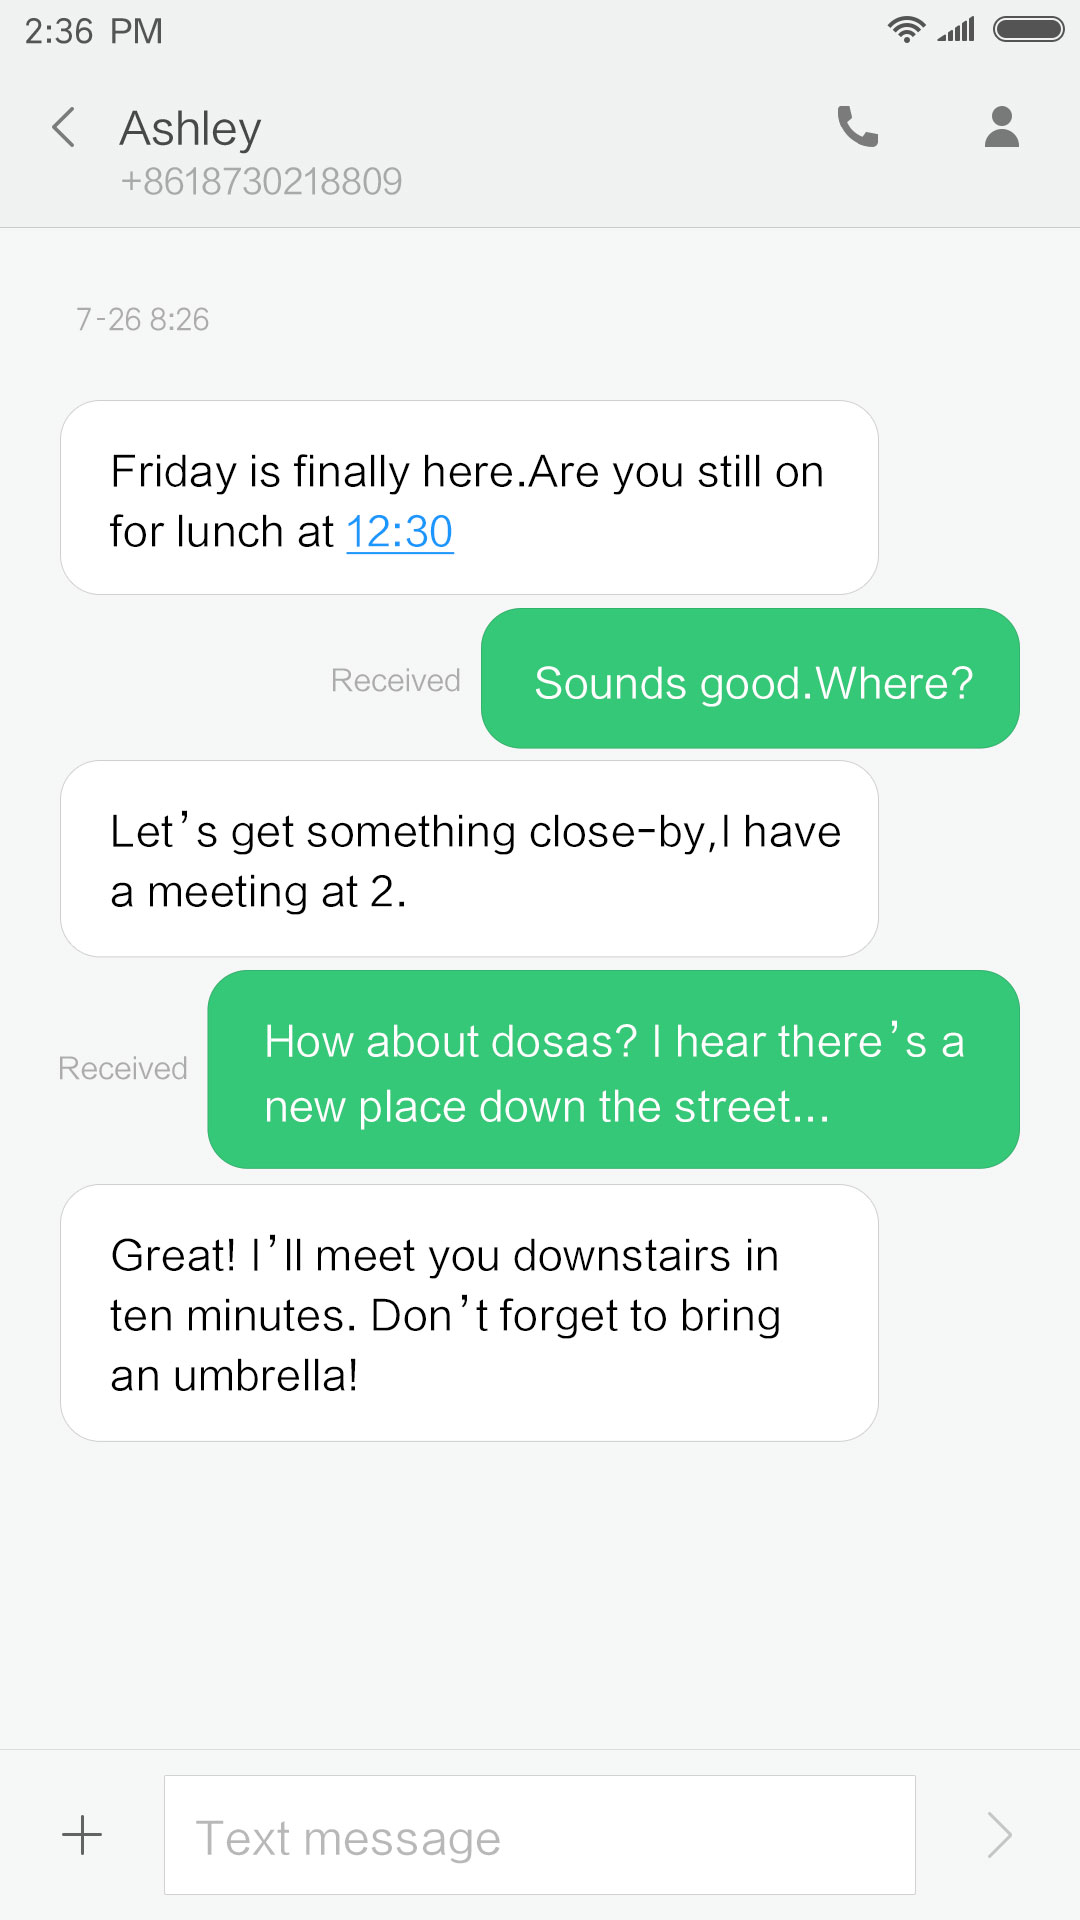 2:36 PM
Ashley
+8618730218809
7-26 8:26
Friday is finally here.Are you still on
for lunch at 12:30
Received
Sounds good.Where?
Let’s get something close-by,I have
a meeting at 2.
Received
How about dosas? I hear there’s a
new place down the street...
Great! I’ll meet you downstairs in
ten minutes. Don’t forget to bring
an umbrella!
Text message